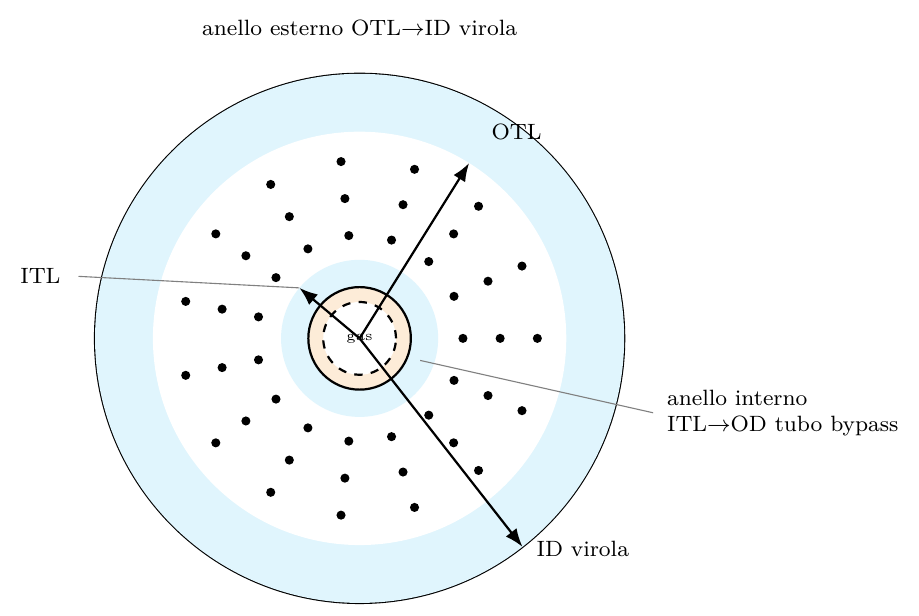 anello esterno OTL→ID virola
OTL
ITL
gas
anello interno
ITL→OD tubo bypass
ID virola